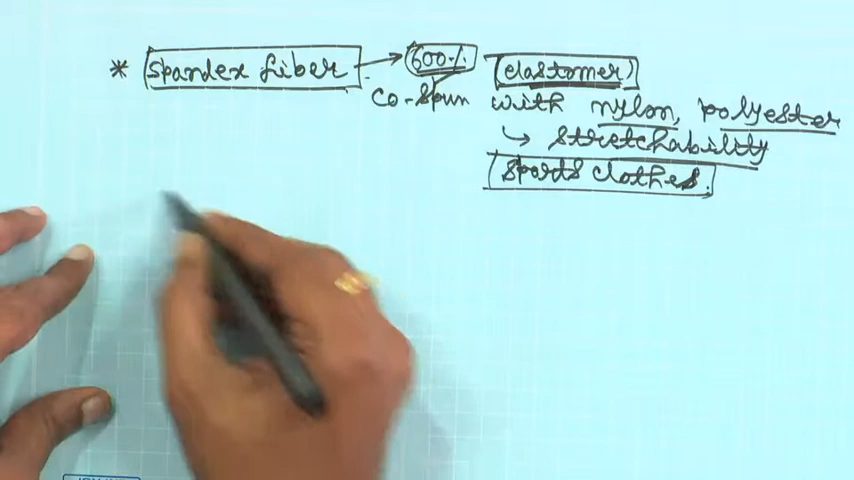 * Spandex fiber → 600% elastomer
co-spun with nylon, polyester
↳ stretchability
sports clothes.